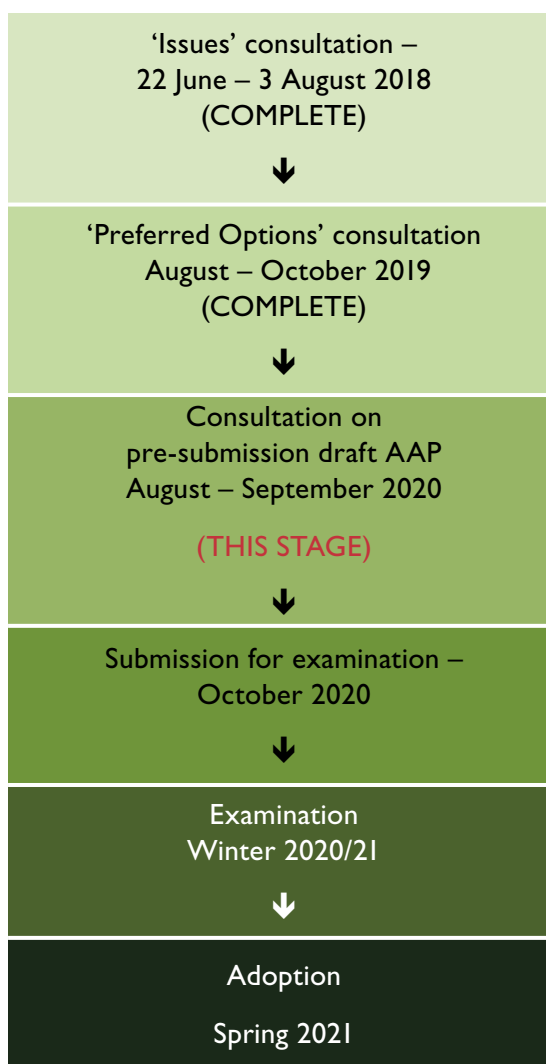 ‘Issues’ consultation –
22 June – 3 August 2018
(COMPLETE)
‘Preferred Options’ consultation
August – October 2019
(COMPLETE)
Consultation on
pre-submission draft AAP
August – September 2020
(THIS STAGE)
Submission for examination –
October 2020
Examination
Winter 2020/21
Adoption
Spring 2021